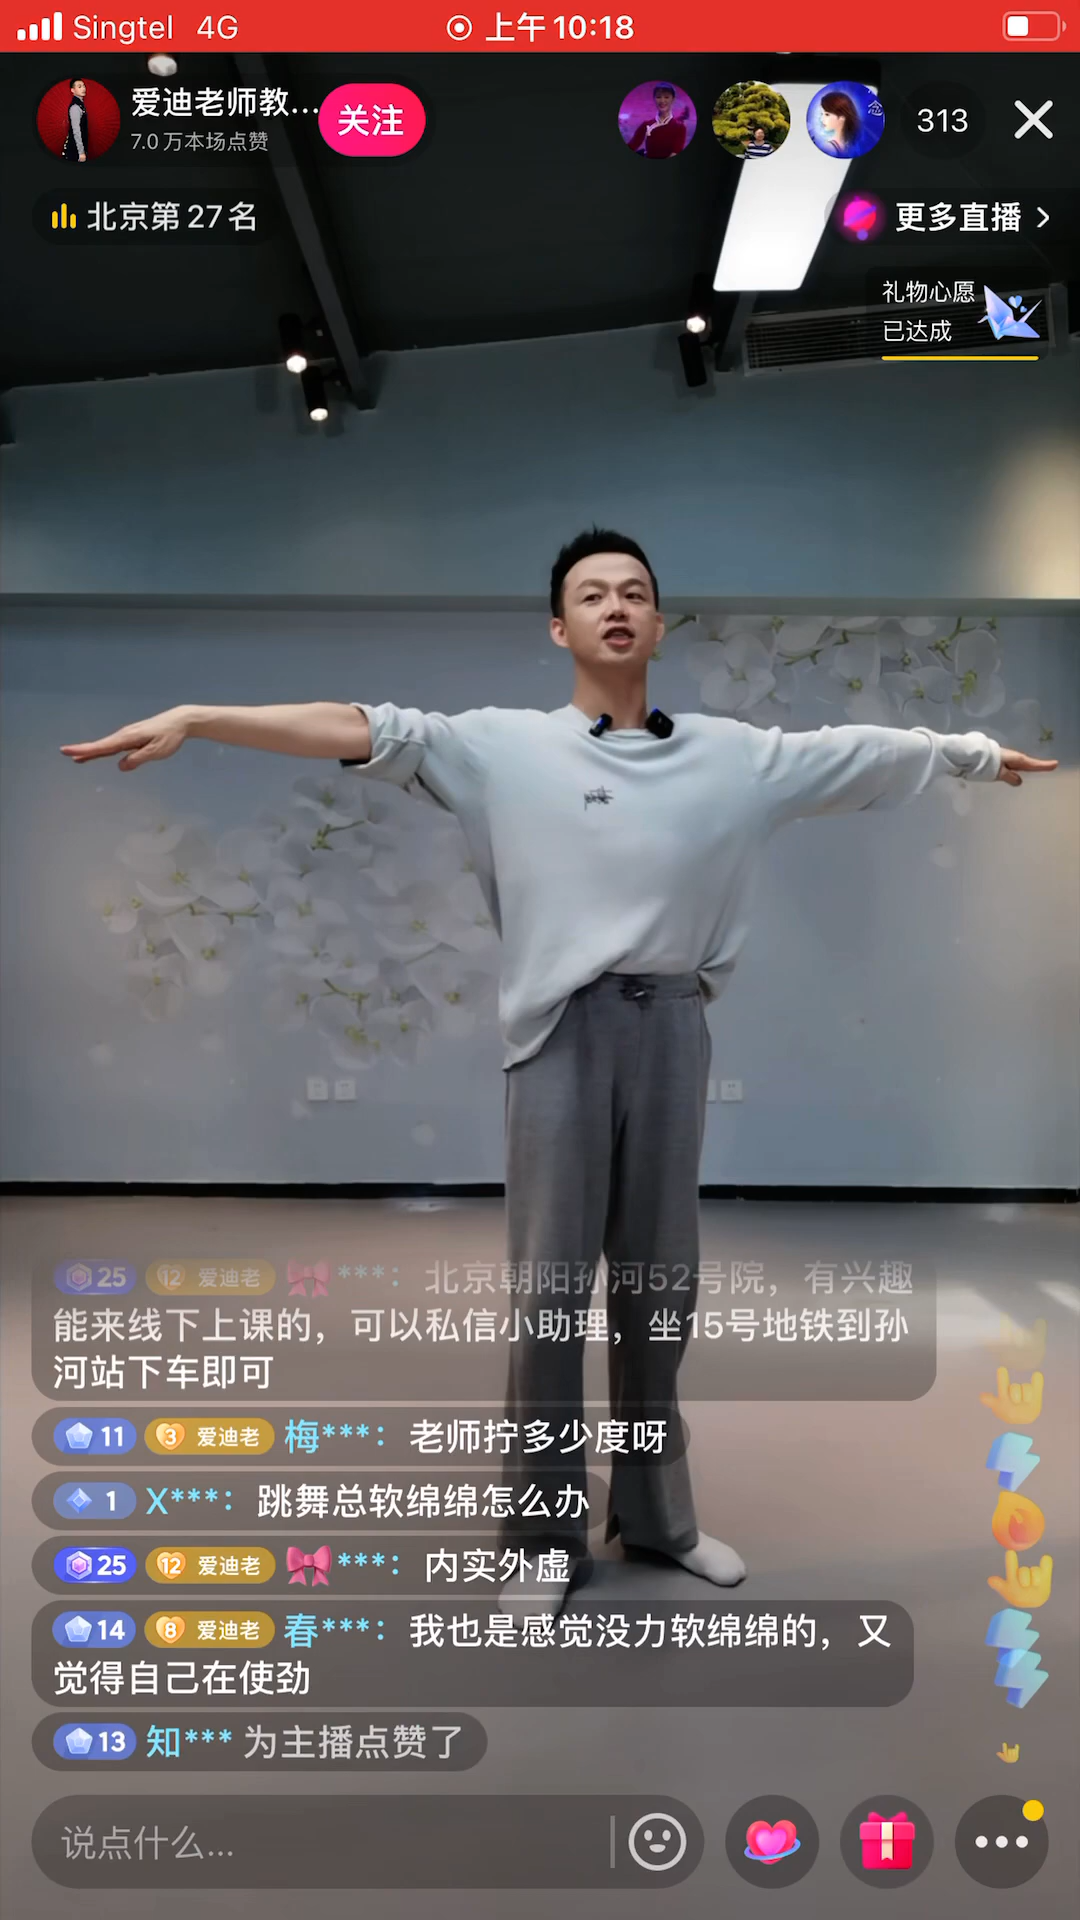 Singtel 4G 上午10:18
爱迪老师教...
7.0万本场点赞
关注
313
北京第27名
更多直播
礼物心愿
已达成
25 12 爱迪老 ***： 北京朝阳孙河52号院，有兴趣
能来线下上课的，可以私信小助理，坐15号地铁到孙
河站下车即可
11 3 爱迪老 梅***： 老师拧多少度呀
1 X***： 跳舞总软绵绵怎么办
25 12 爱迪老 ***： 内实外虚
14 8 爱迪老 春***： 我也是感觉没力软绵绵的，又
觉得自己在使劲
13 知*** 为主播点赞了
说点什么...